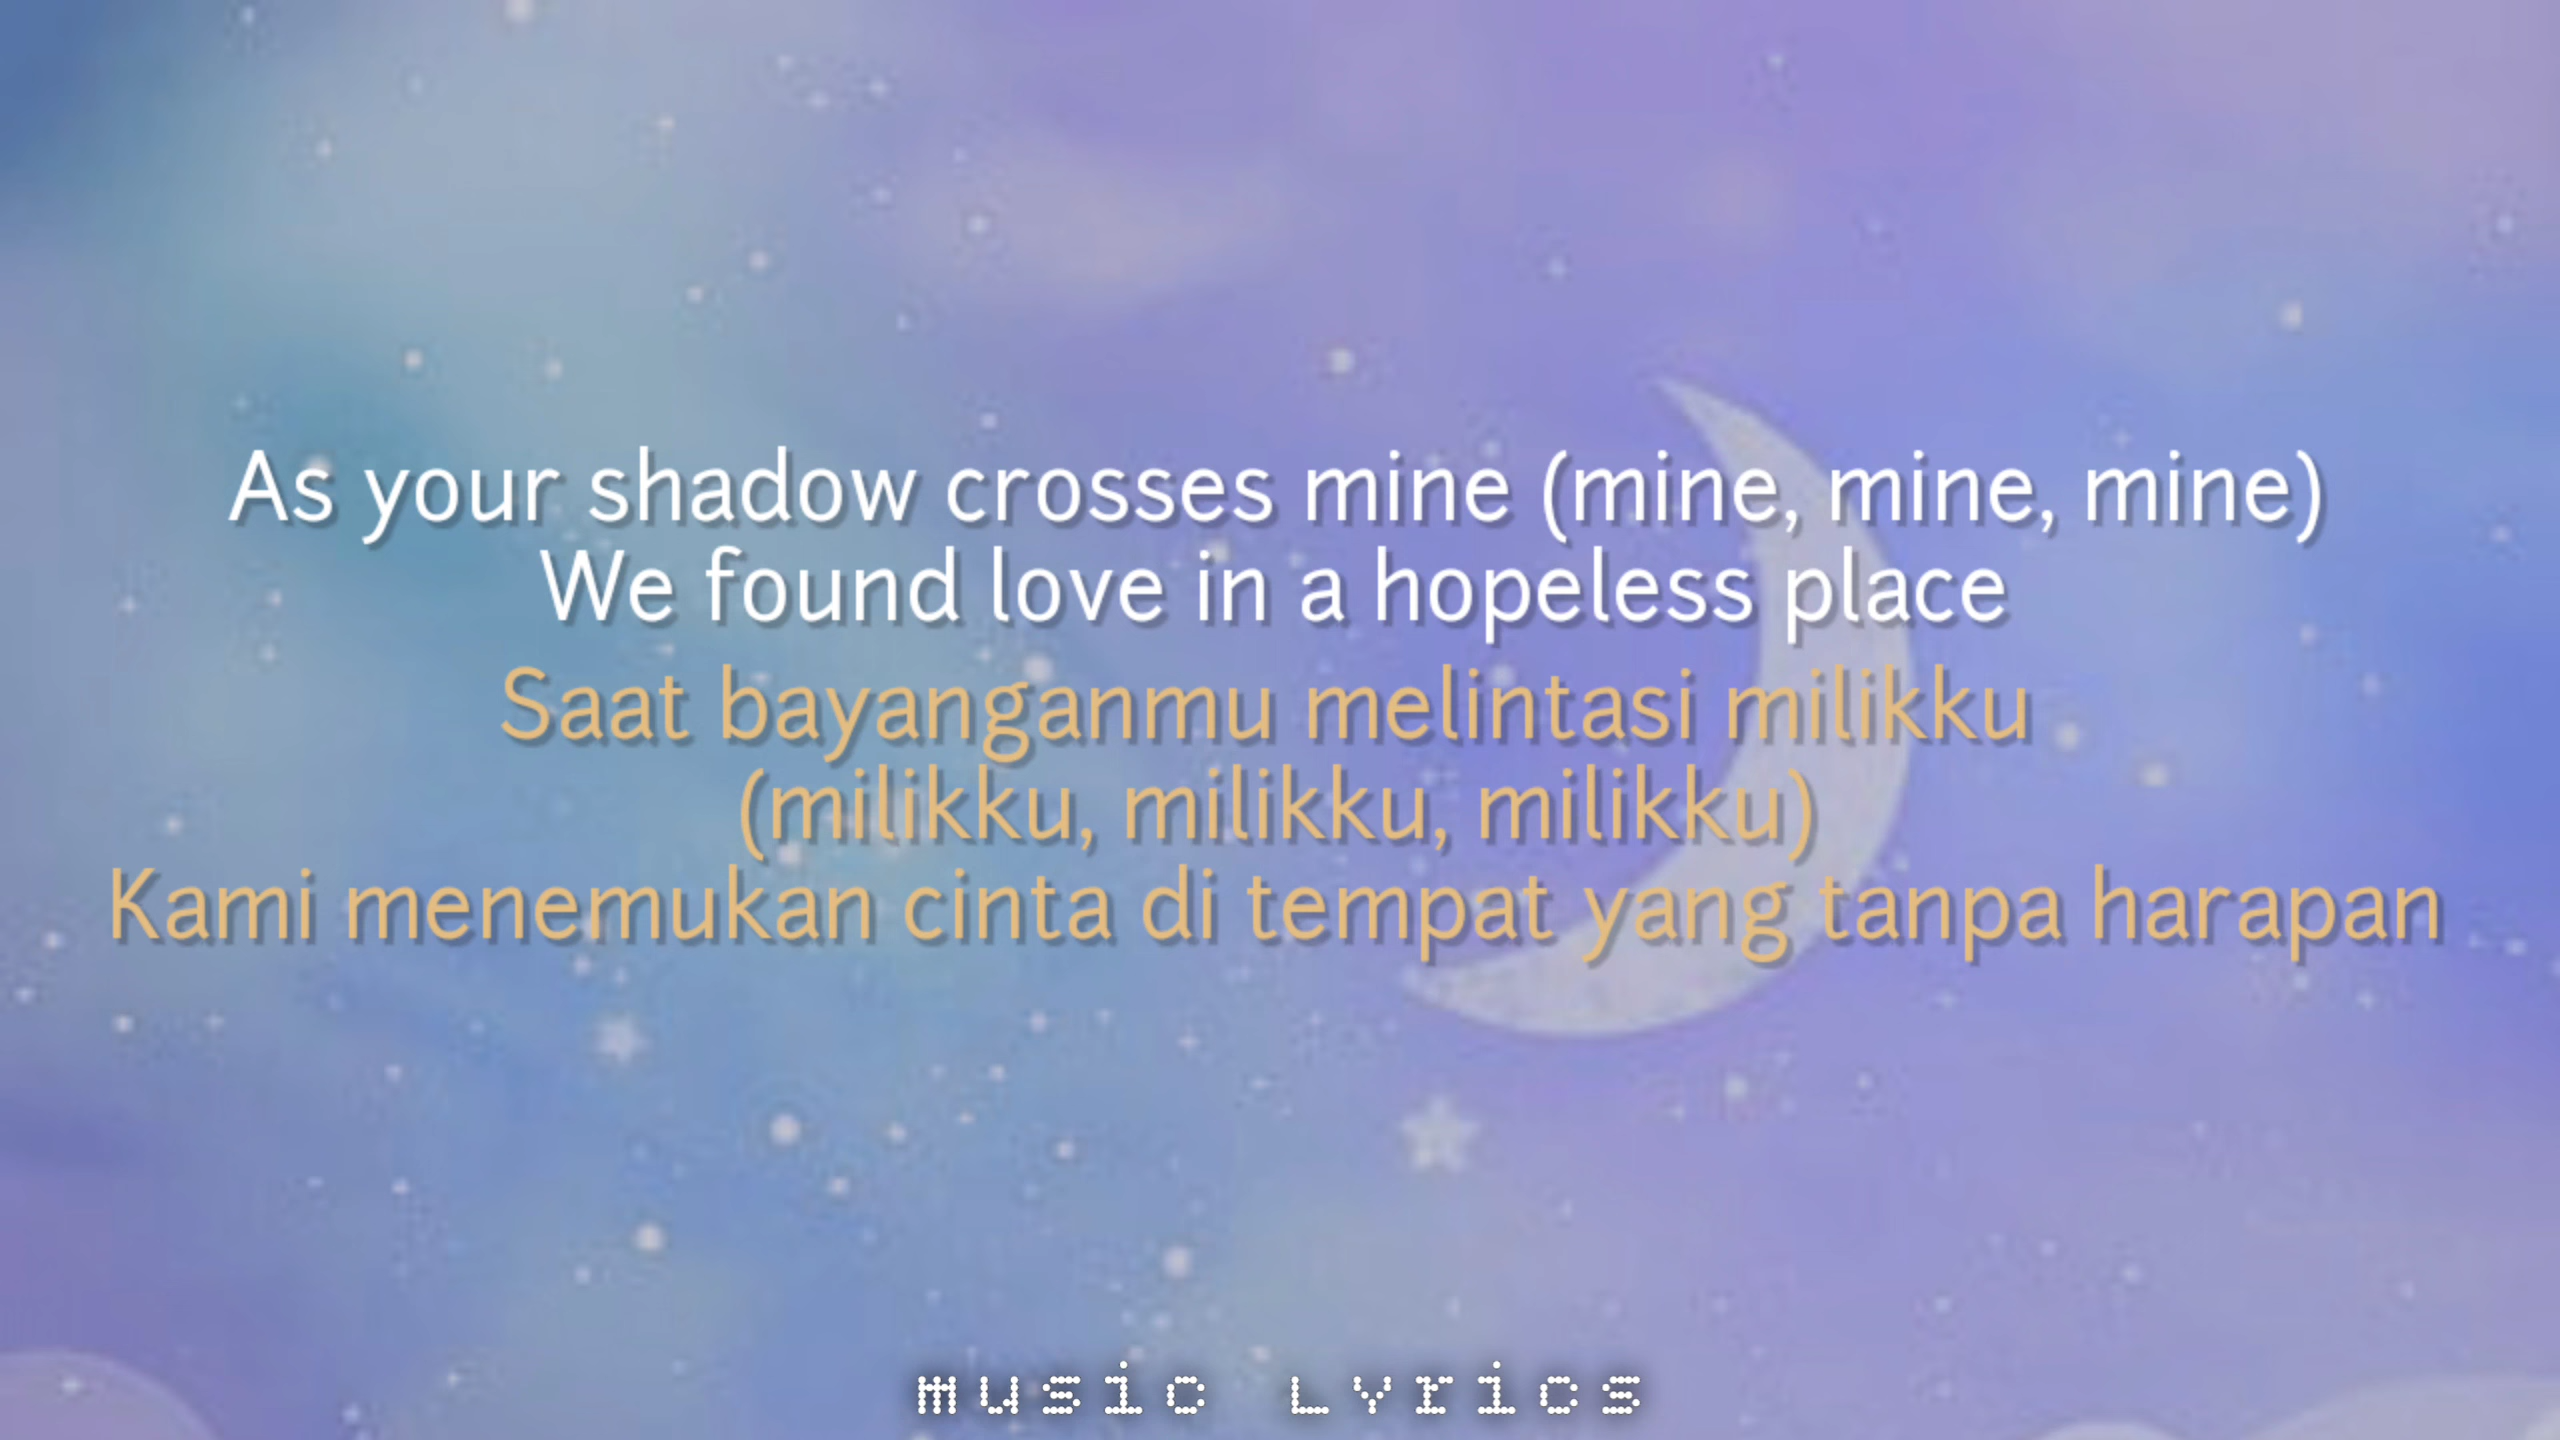 As your shadow crosses mine (mine, mine, mine)
We found love in a hopeless place
Saat bayanganmu melintasi milikku
(milikku, milikku, milikku)
Kami menemukan cinta di tempat yang tanpa harapan
music Lyrics